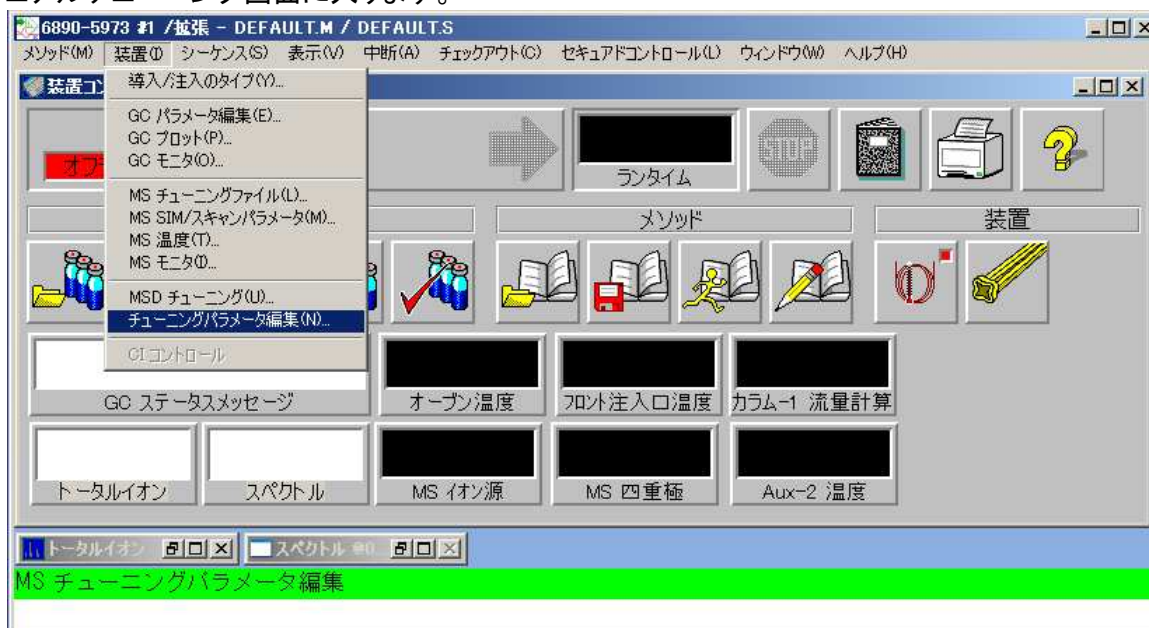 ュアルチューニング画面に入ります。
6890-5973 #1 /拡張 - DEFAULT.M / DEFAULT.S
メソッド(M) 装置(I) シーケンス(S) 表示(V) 中断(A) チェックアウト(C) セキュアドコントロール(L) ウィンドウ(W) ヘルプ(H)
装置コン
導入/注入のタイプ(Y)...
GC パラメータ編集(E)...
GC プロット(P)...
GC モニタ(O)...
MS チューニングファイル(L)...
MS SIM/スキャンパラメータ(M)...
MS 温度(T)...
MS モニタ(I)...
MSD チューニング(U)...
チューニングパラメータ編集(N)...
CI コントロール
オフラ
ランタイム
STOP
メソッド
装置
GC ステータスメッセージ
オーブン温度
フロント注入口温度
カラム-1 流量計算
トータルイオン
スペクトル
MS イオン源
MS 四重極
Aux-2 温度
トータルイオン
スペクトル
MS チューニングパラメータ編集